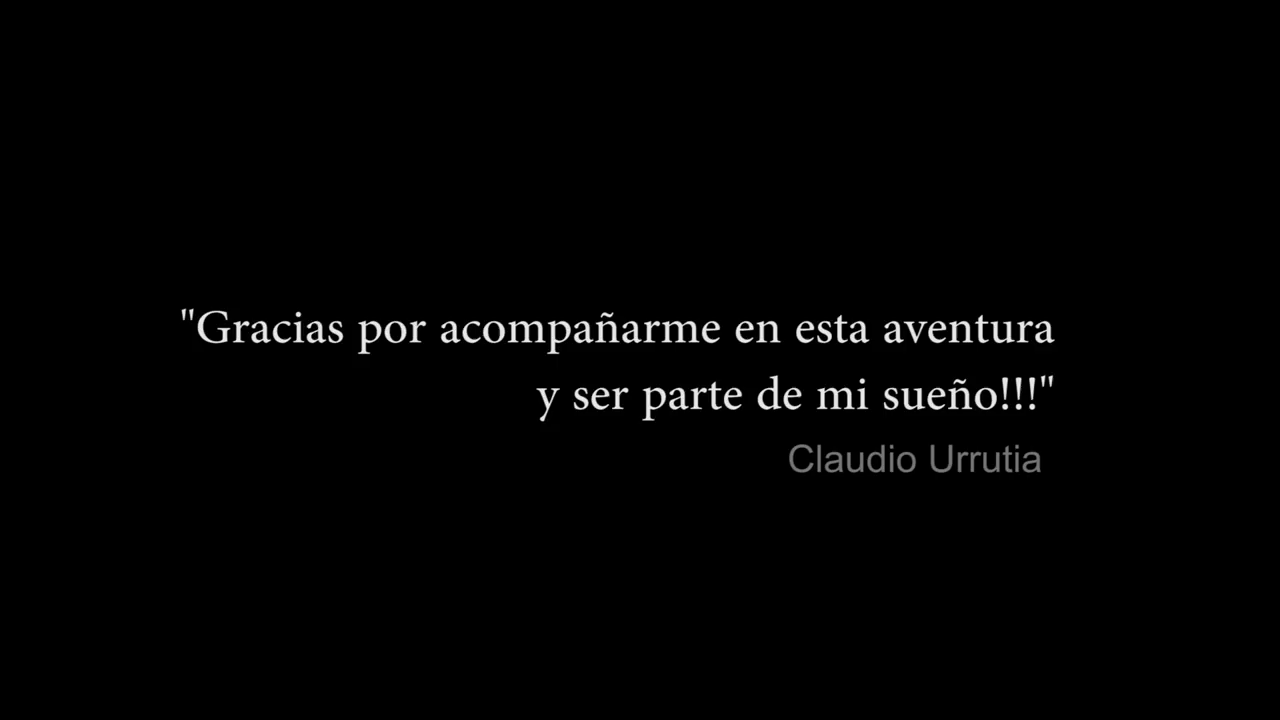 "Gracias por acompañarme en esta aventura
y ser parte de mi sueño!!!"
Claudio Urrutia